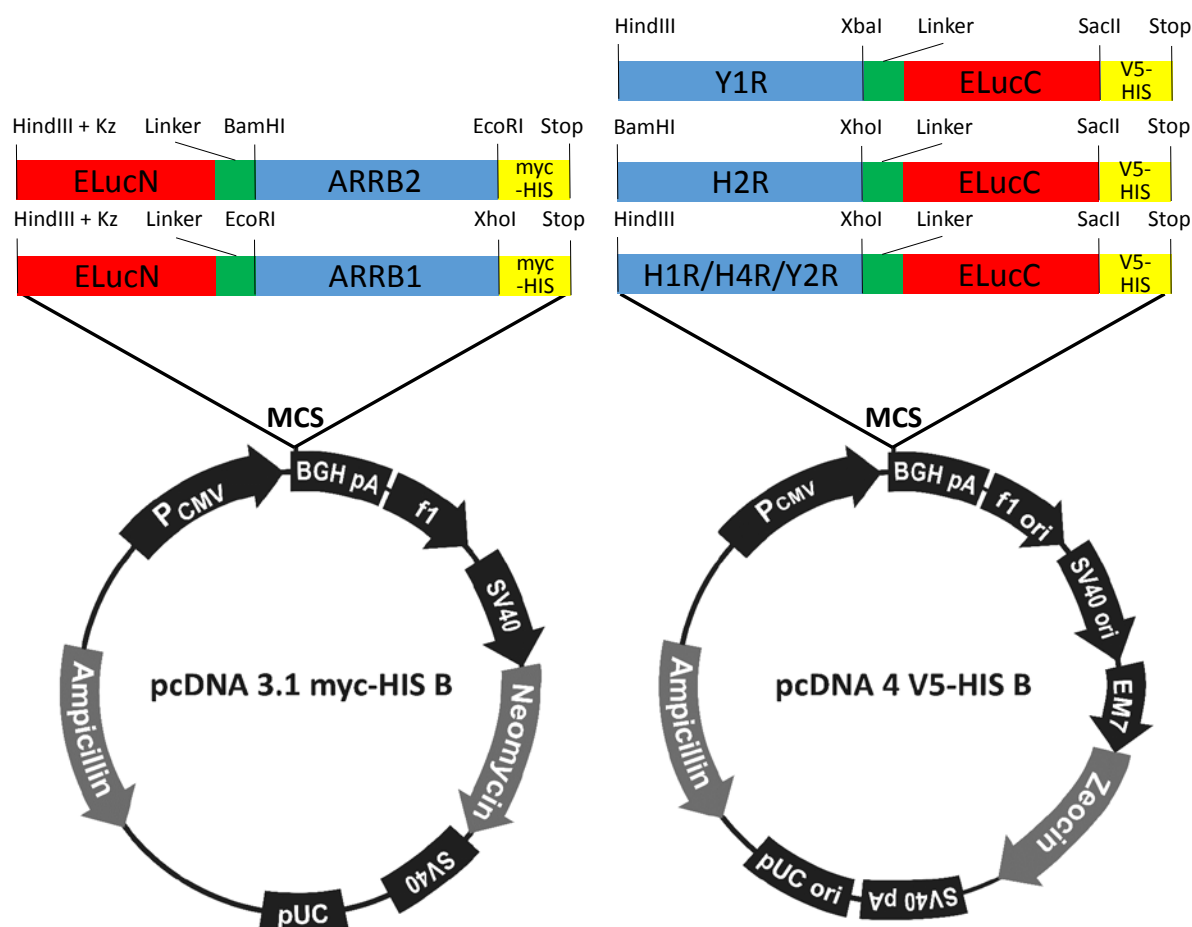 HindIII XbaI Linker SacII Stop
Y1R ELucC V5-
HIS
HindIII + Kz Linker BamHI EcoRI Stop
ELucN ARRB2 myc
-HIS
BamHI XhoI Linker SacII Stop
H2R ELucC V5-
HIS
HindIII + Kz Linker EcoRI XhoI Stop
ELucN ARRB1 myc
-HIS
HindIII XhoI Linker SacII Stop
H1R/H4R/Y2R ELucC V5-
HIS
MCS
PCMV
BGH pA
f1
SV40
Neomycin
SV40
pUC
Ampicillin
pcDNA 3.1 myc-HIS B
MCS
PCMV
BGH pA
f1 ori
SV40 ori
EM7
Zeocin
SV40 pA
pUC ori
Ampicillin
pcDNA 4 V5-HIS B